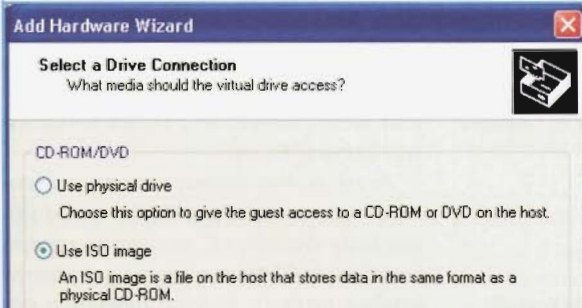 Add Hardware Wizard
Select a Drive Connection
What media should the virtual drive access?
CD-ROM/DVD
Use physical drive
Choose this option to give the guest access to a CD-ROM or DVD on the host.
Use ISO image
An ISO image is a file on the host that stores data in the same format as a
physical CD-ROM.